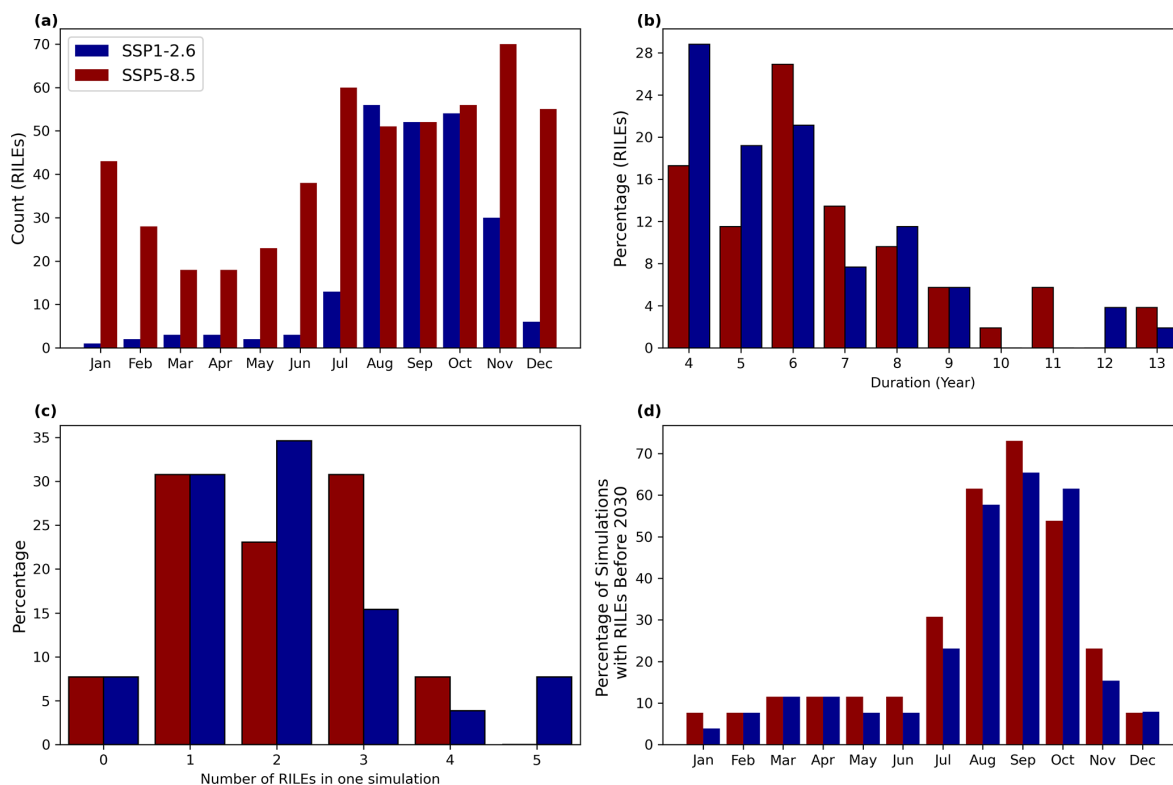 (a)
SSP1-2.6
SSP5-8.5
Count (RILEs)
70
60
50
40
30
20
10
0
Jan Feb Mar Apr May Jun Jul Aug Sep Oct Nov Dec
(b)
Percentage (RILEs)
28
24
20
16
12
8
4
0
4 5 6 7 8 9 10 11 12 13
Duration (Year)
(c)
Percentage
35
30
25
20
15
10
5
0
0 1 2 3 4 5
Number of RILEs in one simulation
(d)
Percentage of Simulations
with RILEs Before 2030
70
60
50
40
30
20
10
0
Jan Feb Mar Apr May Jun Jul Aug Sep Oct Nov Dec